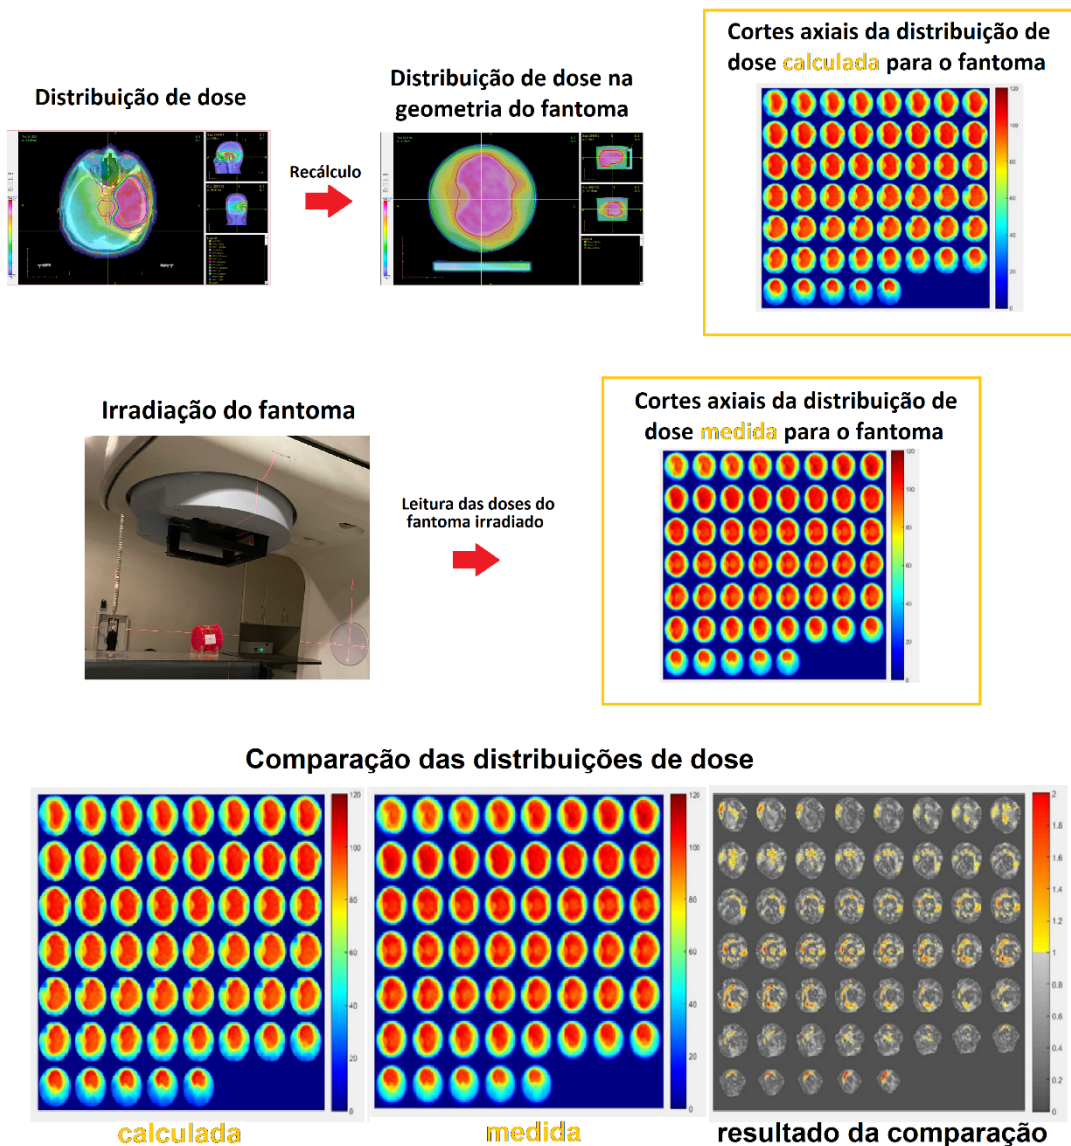 Distribuição de dose
Recálculo
Distribuição de dose na
geometria do fantoma
Cortes axiais da distribuição de
dose calculada para o fantoma
120
100
80
60
40
20
0
Irradiação do fantoma
Leitura das doses do
fantoma irradiado
Cortes axiais da distribuição de
dose medida para o fantoma
120
100
80
60
40
20
0
Comparação das distribuições de dose
120
100
80
60
40
20
0
120
100
80
60
40
20
0
2
1.8
1.6
1.4
1.2
1
0.8
0.6
0.4
0.2
0
calculada
medida
resultado da comparação